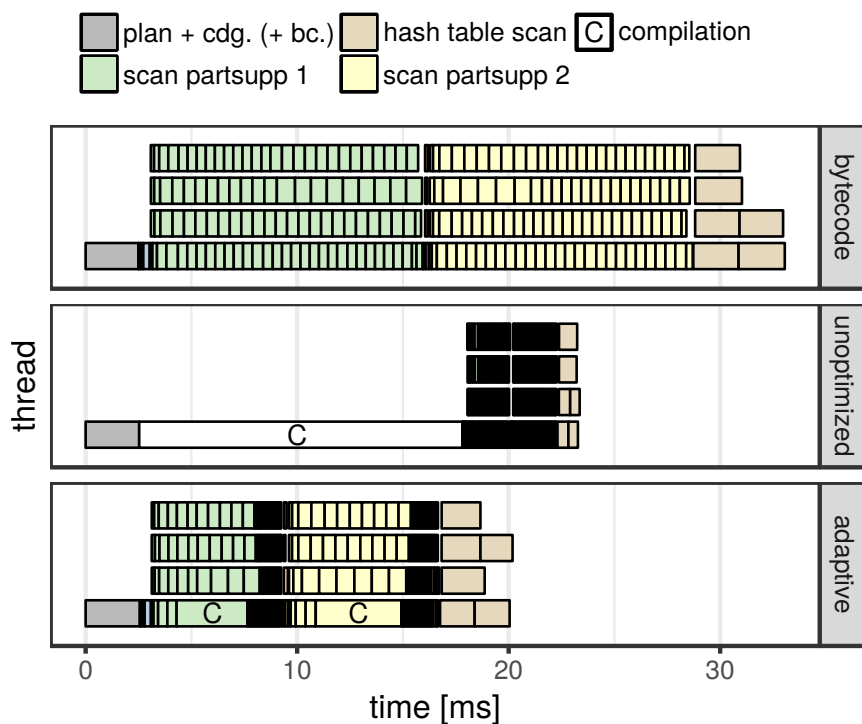 plan + cdg. (+ bc.) hash table scan C compilation
scan partsupp 1 scan partsupp 2
bytecode
unoptimized
C
adaptive
C C
thread
0 10 20 30
time [ms]